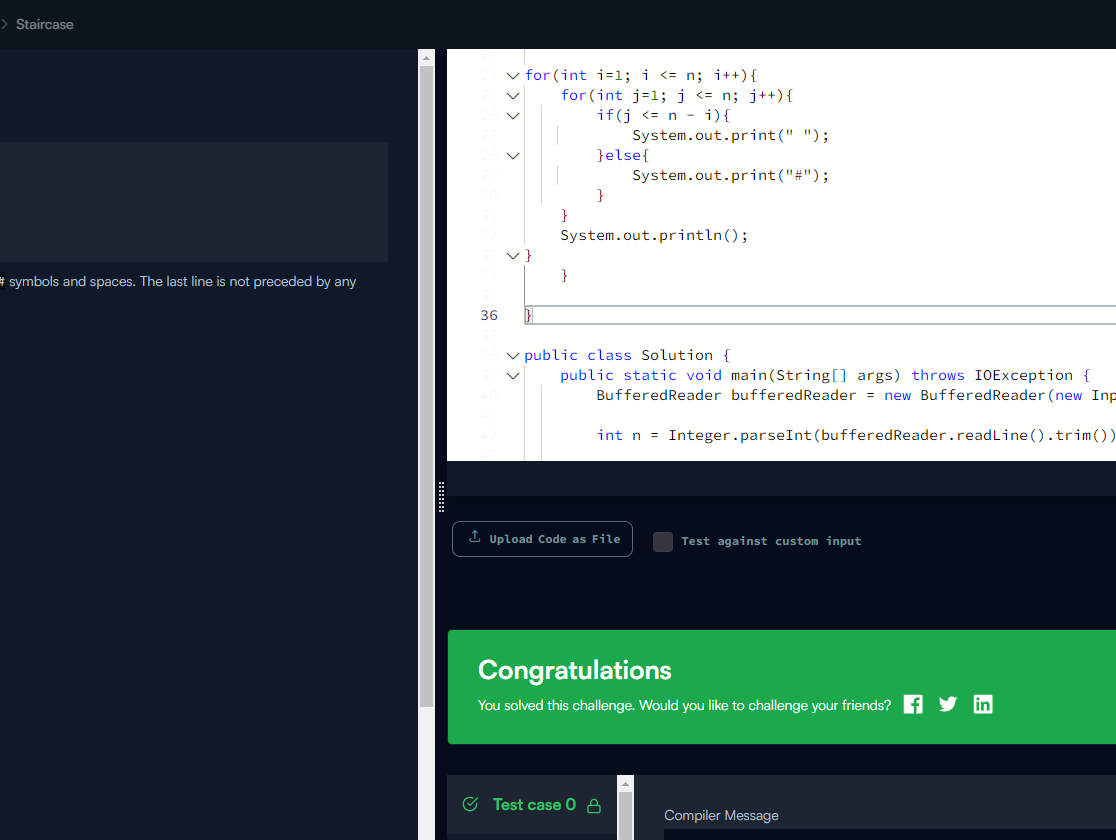 Staircase
# symbols and spaces. The last line is not preceded by any
24 for(int i=1; i <= n; i++){
25 for(int j=1; j <= n; j++){
26 if(j <= n - i){
27 System.out.print(" ");
28 }else{
29 System.out.print("#");
30 }
31 }
32 System.out.println();
33 }
34 }
35
36 }
37
38 public class Solution {
39 public static void main(String[] args) throws IOException {
40 BufferedReader bufferedReader = new BufferedReader(new Inp
41
42 int n = Integer.parseInt(bufferedReader.readLine().trim())
Upload Code as File
Test against custom input
Congratulations
You solved this challenge. Would you like to challenge your friends?
Test case 0
Compiler Message